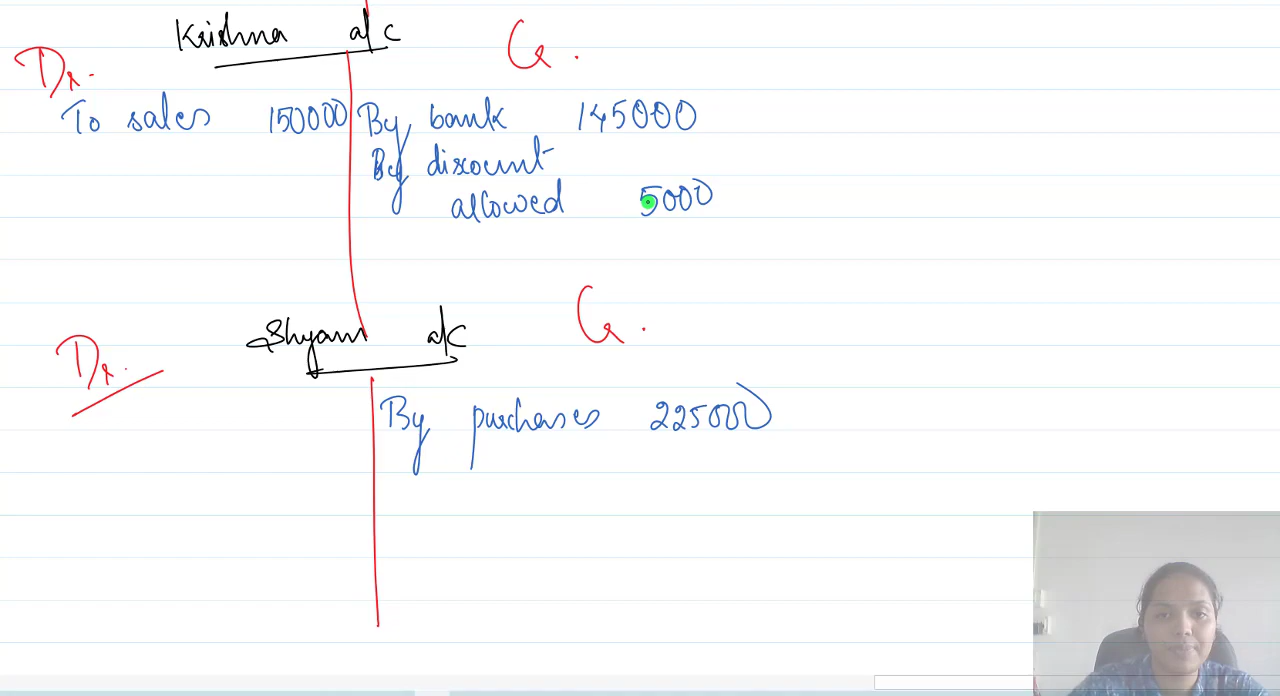 Krishna a/c
Dr. Cr.
To sales 150000 By bank 145000
By discount
allowed 5000
Shyam a/c
Dr. Cr.
By purchases 225000